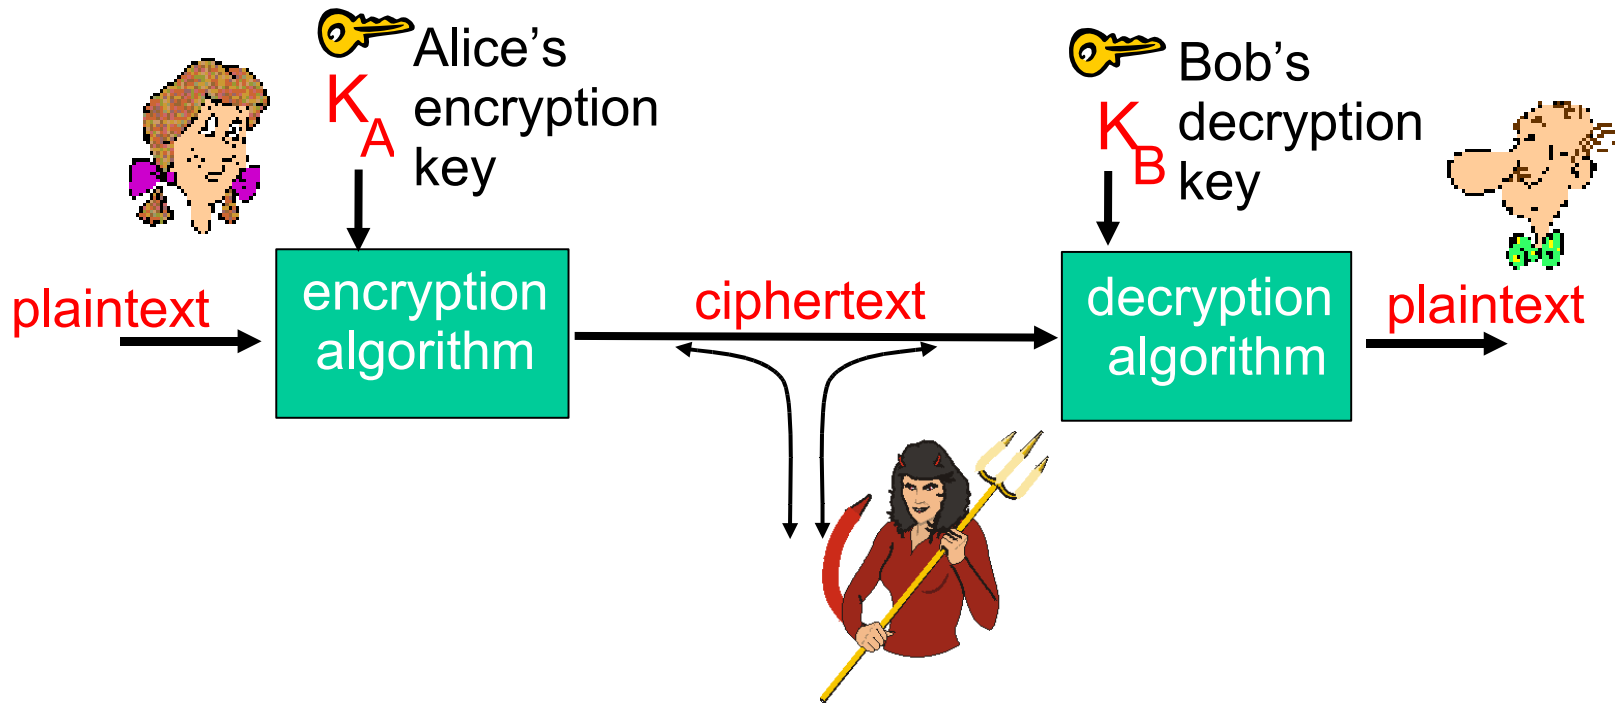 Alice's
encryption
key
K
A
Bob's
decryption
key
K
B
plaintext
encryption
algorithm
ciphertext
decryption
algorithm
plaintext